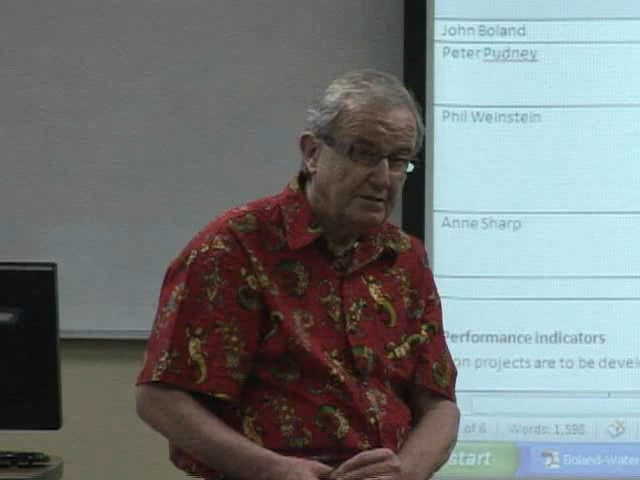 John Boland
Peter Pudney
Phil Weinstein
Anne Sharp
Performance indicators
on projects are to be devel
of 6
Words: 1,598
start
Boland-Water